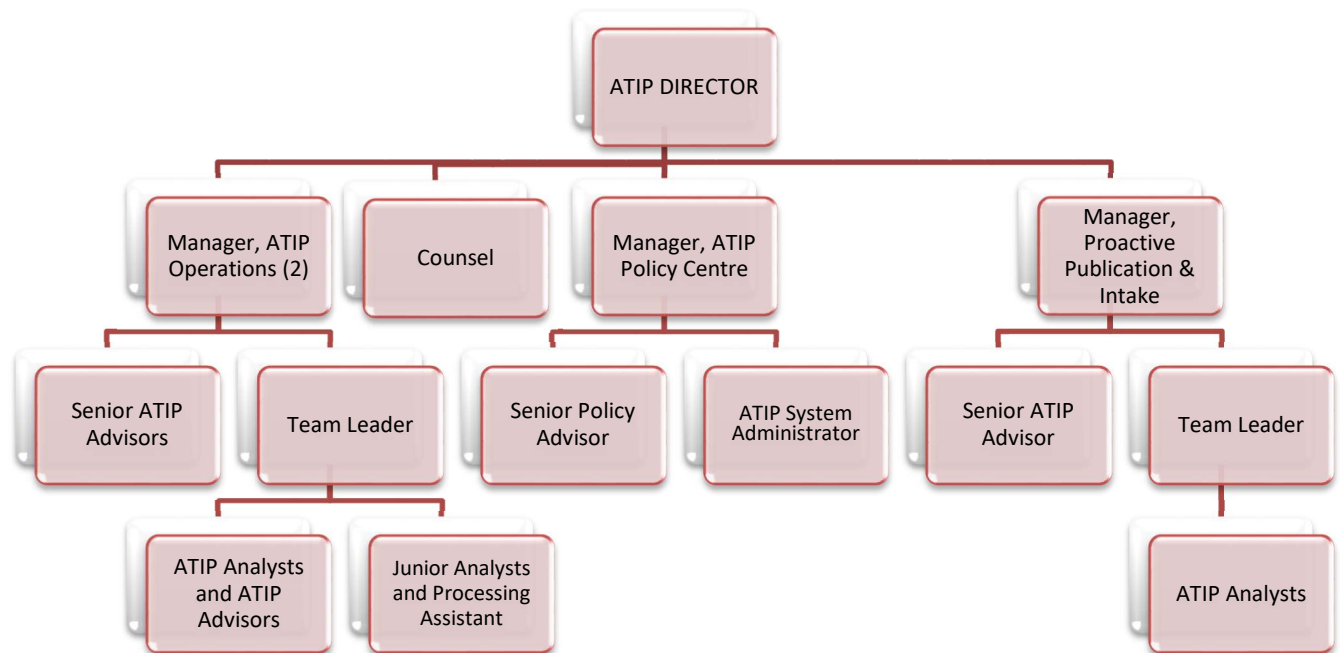 ATIP DIRECTOR
Manager, ATIP
Operations (2)
Counsel
Manager, ATIP
Policy Centre
Manager,
Proactive
Publication &
Intake
Senior ATIP
Advisors
Team Leader
Senior Policy
Advisor
ATIP System
Administrator
Senior ATIP
Advisor
Team Leader
ATIP Analysts
and ATIP
Advisors
Junior Analysts
and Processing
Assistant
ATIP Analysts